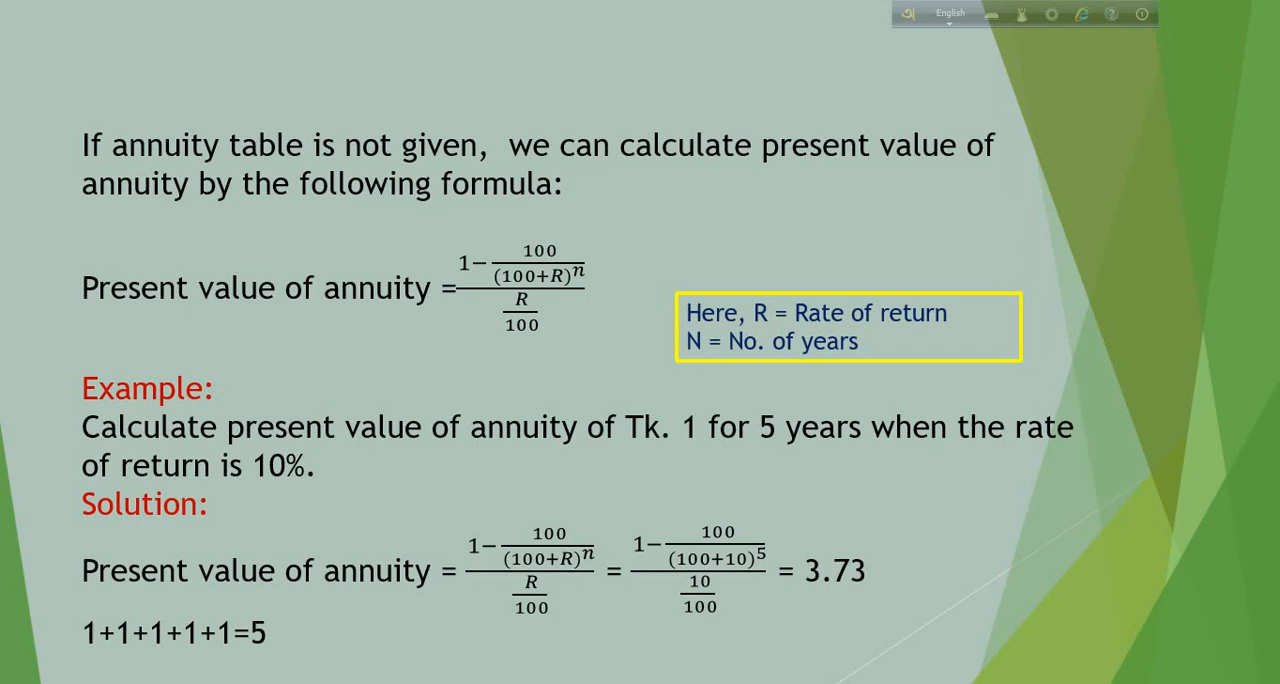 English
If annuity table is not given, we can calculate present value of
annuity by the following formula:
Present value of annuity = (1 − 100/(100+R)ⁿ) / (R/100)
Here, R = Rate of return
N = No. of years
Example:
Calculate present value of annuity of Tk. 1 for 5 years when the rate
of return is 10%.
Solution:
Present value of annuity = (1 − 100/(100+R)ⁿ) / (R/100) = (1 − 100/(100+10)⁵) / (10/100) = 3.73
1+1+1+1+1=5